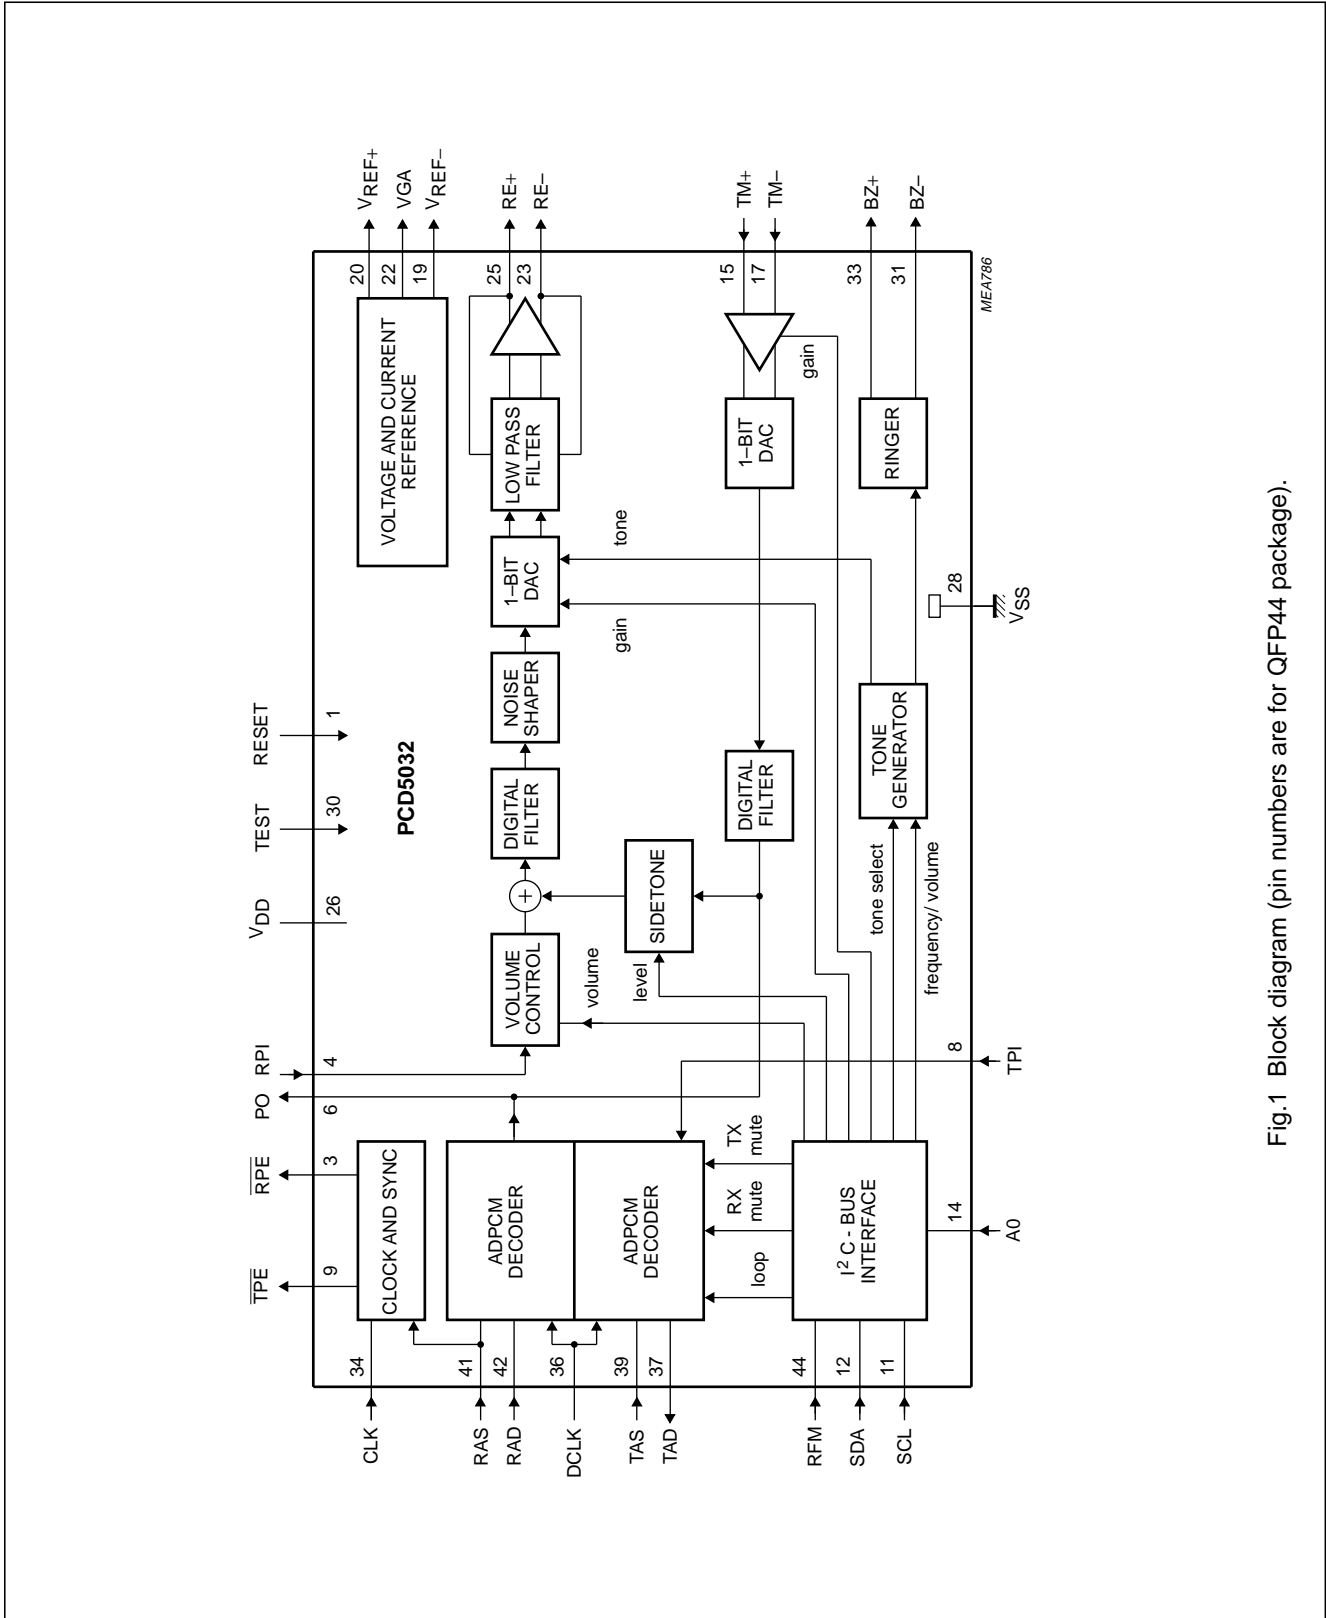 RESET
TEST
VDD
RPI
PO
RPE
TPE
1
30
26
4
6
3
9
PCD5032
CLK
34
CLOCK AND SYNC
VOLTAGE AND CURRENT
REFERENCE
20
VREF+
22
VGA
19
VREF−
RAS
41
RAD
42
ADPCM
DECODER
VOLUME
CONTROL
+
DIGITAL
FILTER
NOISE
SHAPER
1–BIT
DAC
LOW PASS
FILTER
25
RE+
23
RE−
DCLK
36
volume
gain
tone
TAS
39
TAD
37
ADPCM
DECODER
level
SIDETONE
DIGITAL
FILTER
1–BIT
DAC
15
TM+
17
TM−
gain
loop
RX
mute
TX
mute
RFM
44
SDA
12
SCL
11
I2 C - BUS
INTERFACE
tone select
frequency/ volume
TONE
GENERATOR
RINGER
33
BZ+
31
BZ−
14
A0
8
TPI
28
VSS
MEA786
Fig.1 Block diagram (pin numbers are for QFP44 package).